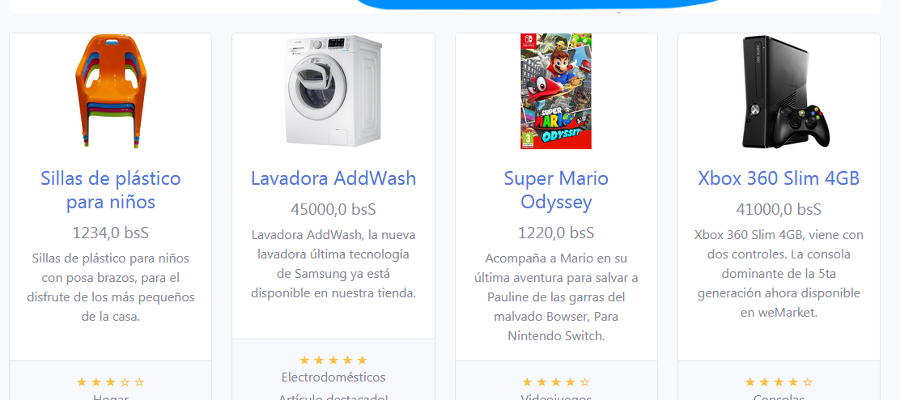 Sillas de plástico
para niños
1234,0 bsS
Sillas de plástico para niños
con posa brazos, para el
disfrute de los más pequeños
de la casa.
Hogar
Lavadora AddWash
45000,0 bsS
Lavadora AddWash, la nueva
lavadora última tecnología
de Samsung ya está
disponible en nuestra tienda.
Electrodomésticos
Artículo destacado!
SUPER
MARIO
ODYSSEY
Super Mario
Odyssey
1220,0 bsS
Acompaña a Mario en su
última aventura para salvar a
Pauline de las garras del
malvado Bowser, Para
Nintendo Switch.
Videojuegos
Xbox 360 Slim 4GB
41000,0 bsS
Xbox 360 Slim 4GB, viene con
dos controles. La consola
dominante de la 5ta
generación ahora disponible
en weMarket.
Consolas